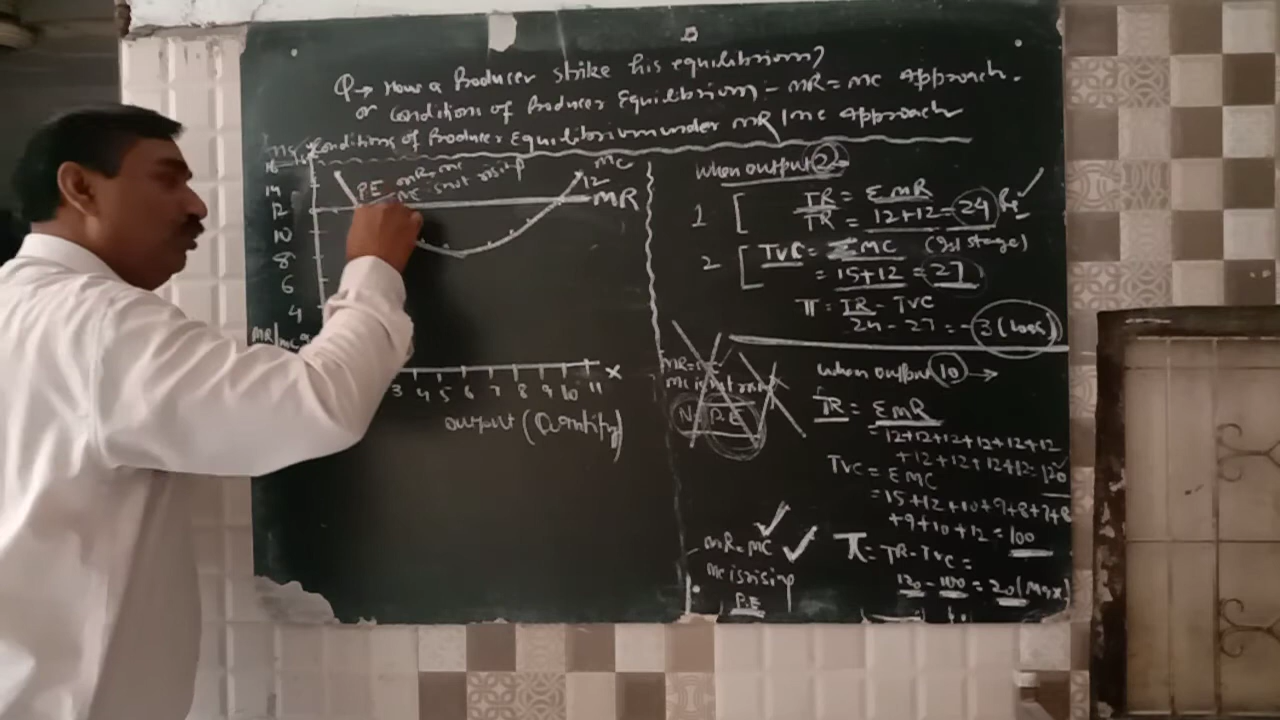 Q→ How a Producer strike his equilibrium?
or Conditions of Producer Equilibrium - MR = MC Approach.
Conditions of Producer Equilibrium under MR/MC Approach
16
14
12
10
8
6
4
MR/MC
P.E MR=MC
MC is not rising
MC
12
MR
3 4 5 6 7 8 9 10 11 X
output (Quantity)
When output 2→
1 [ TR = ΣMR
TR = 12+12 = 24
2 [ TVC = ΣMC (Ist stage)
= 15+12 = 27
π = TR - TVC
24 - 27 = -3 (Loss)
MR=MC
MC is not rising
No P.E
When output 10 →
TR = ΣMR
= 12+12+12+12+12+12
+12+12+12+12 = 120
TVC = ΣMC
= 15+12+10+9+8+7+8
+9+10+12 = 100
π = TR - TVC =
120 - 100 = 20 (Max)
MR = MC
MC is rising
P.E